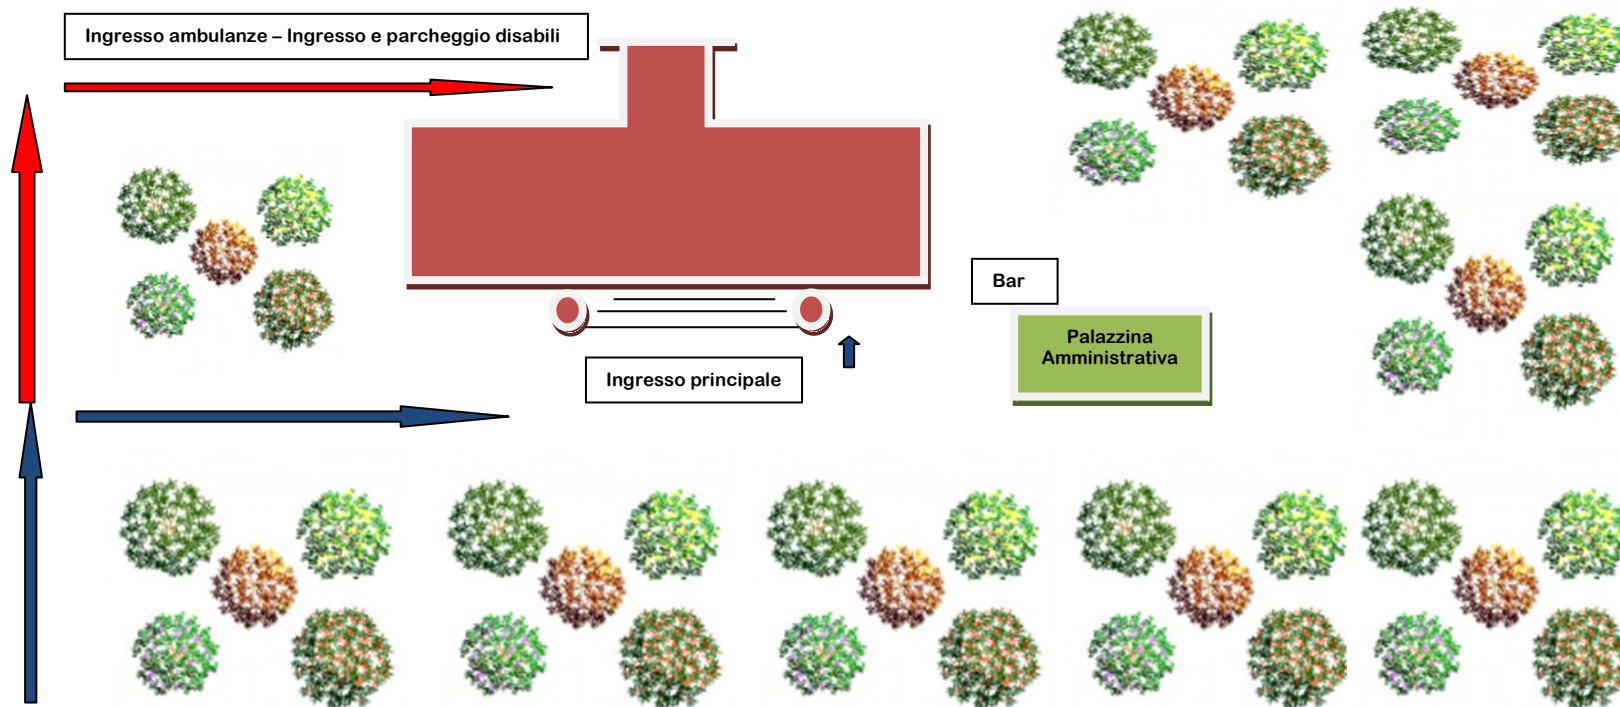 Ingresso ambulanze – Ingresso e parcheggio disabili
Bar
Palazzina
Amministrativa
Ingresso principale